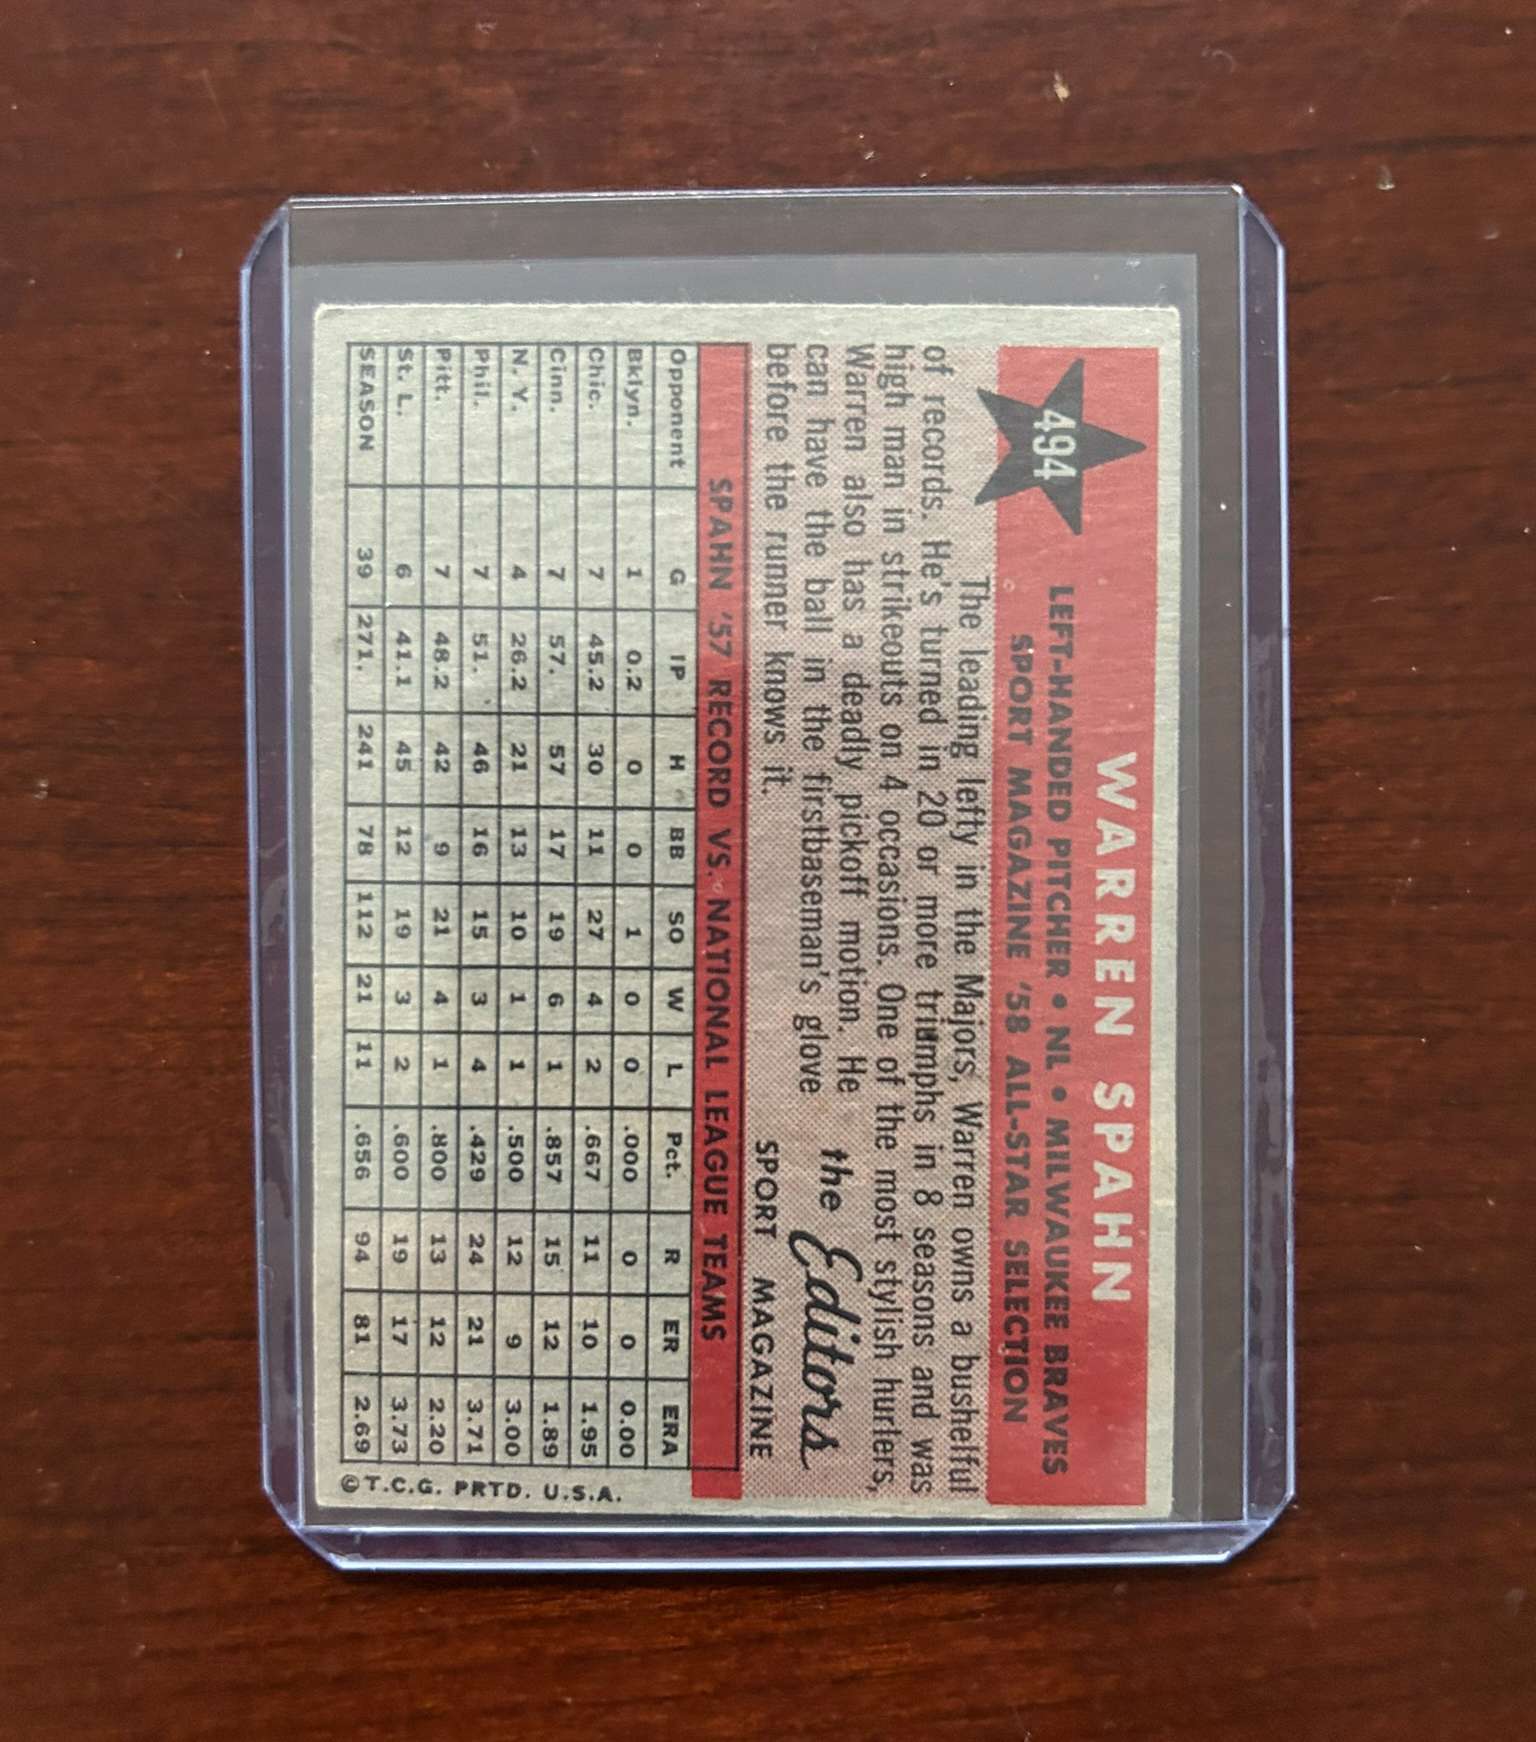 494
WARREN SPAHN
LEFT-HANDED PITCHER • NL • MILWAUKEE BRAVES
SPORT MAGAZINE '58 ALL-STAR SELECTION
The leading lefty in the Majors, Warren owns a bushelful
of records. He's turned in 20 or more triumphs in 8 seasons and was
high man in strikeouts on 4 occasions. One of the most stylish hurlers,
Warren also has a deadly pickoff motion. He
can have the ball in the firstbaseman's glove
before the runner knows it.
the Editors
SPORT MAGAZINE
SPAHN '57 RECORD VS. NATIONAL LEAGUE TEAMS
Opponent G IP H BB SO W L Pct. R ER ERA
Bklyn. 1 0.2 0 0 1 0 0 .000 0 0 0.00
Chic. 7 45.2 30 11 27 4 2 .667 11 10 1.95
Cinn. 7 57. 57 17 19 6 1 .857 15 12 1.89
N. Y. 4 26.2 21 13 10 1 1 .500 12 9 3.00
Phil. 7 51. 46 16 15 3 4 .429 24 21 3.71
Pitt. 7 48.2 42 9 21 4 1 .800 13 12 2.20
St. L. 6 41.1 45 12 19 3 2 .600 19 17 3.73
SEASON 39 271. 241 78 112 21 11 .656 94 81 2.69
©T.C.G. PRTD. U.S.A.